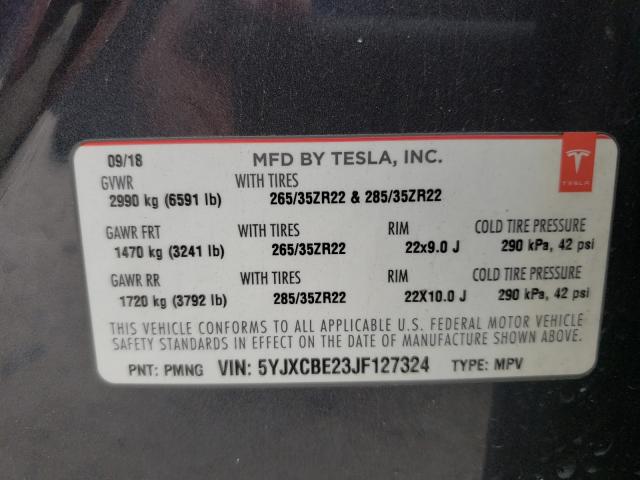 09/18 MFD BY TESLA, INC.
TESLA
GVWR WITH TIRES
2990 kg (6591 lb) 265/35ZR22 & 285/35ZR22
GAWR FRT WITH TIRES RIM COLD TIRE PRESSURE
1470 kg (3241 lb) 265/35ZR22 22x9.0 J 290 kPa, 42 psi
GAWR RR WITH TIRES RIM COLD TIRE PRESSURE
1720 kg (3792 lb) 285/35ZR22 22X10.0 J 290 kPa, 42 psi
THIS VEHICLE CONFORMS TO ALL APPLICABLE U.S. FEDERAL MOTOR VEHICLE
SAFETY STANDARDS IN EFFECT ON THE DATE OF MANUFACTURE SHOWN ABOVE.
PNT: PMNG VIN: 5YJXCBE23JF127324 TYPE: MPV